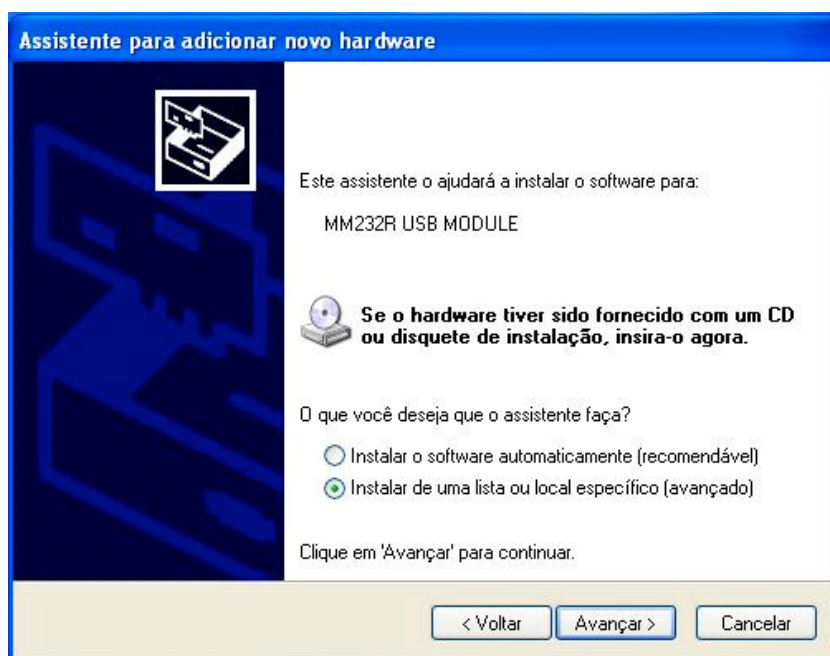 Assistente para adicionar novo hardware
Este assistente o ajudará a instalar o software para:
MM232R USB MODULE
Se o hardware tiver sido fornecido com um CD
ou disquete de instalação, insira-o agora.
O que você deseja que o assistente faça?
Instalar o software automaticamente (recomendável)
Instalar de uma lista ou local específico (avançado)
Clique em 'Avançar' para continuar.
< Voltar
Avançar >
Cancelar